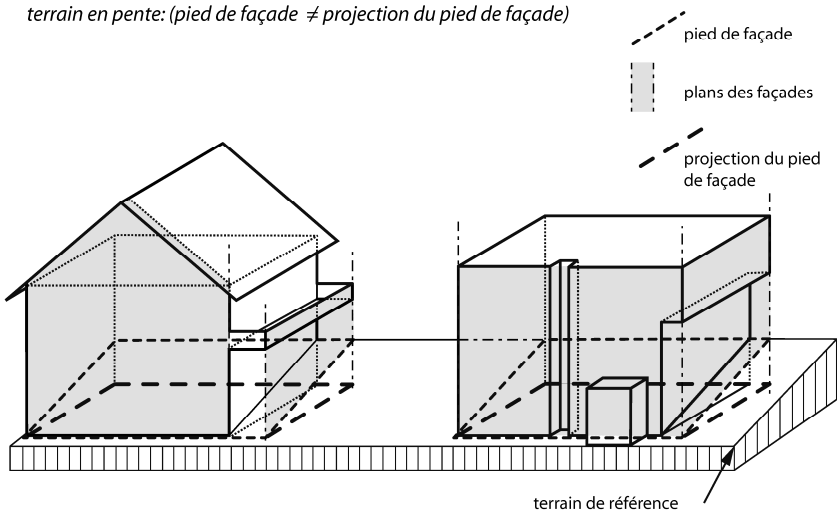 terrain en pente: (pied de façade ≠ projection du pied de façade)
pied de façade
plans des façades
projection du pied
de façade
terrain de référence